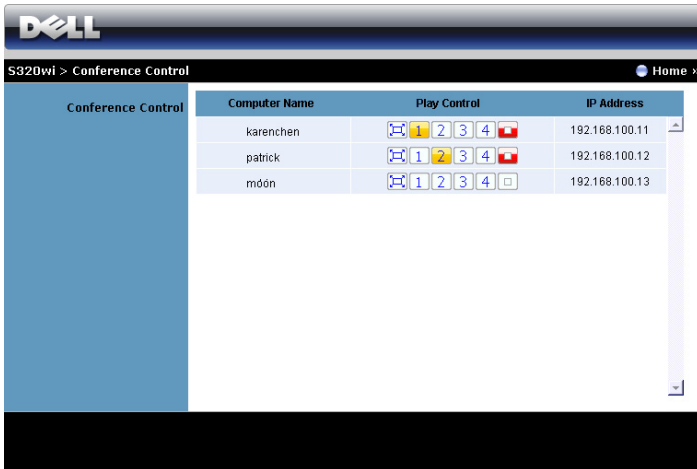 DELL
S320wi > Conference Control
Home »
Conference Control
Computer Name Play Control IP Address
karenchen 1 2 3 4 192.168.100.11
patrick 1 2 3 4 192.168.100.12
móón 1 2 3 4 192.168.100.13